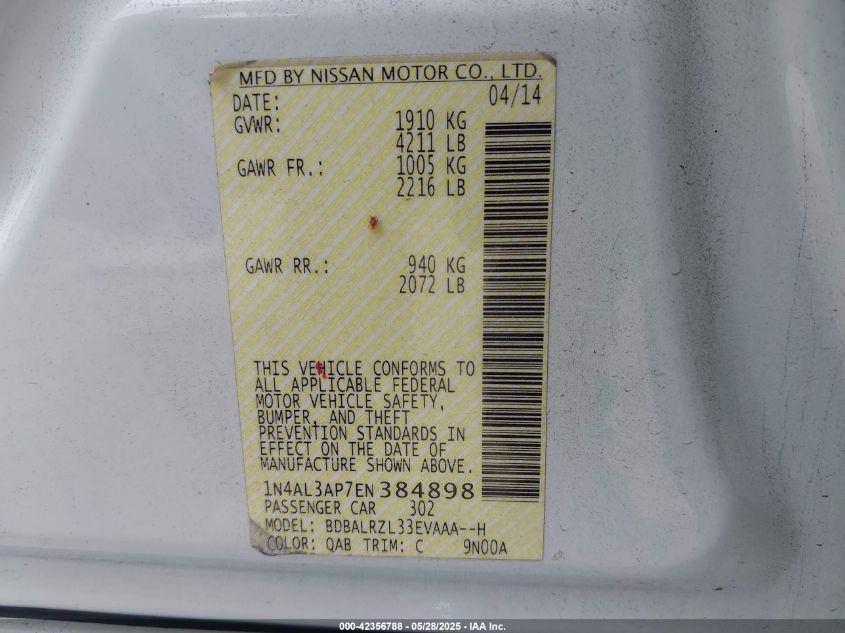 MFD BY NISSAN MOTOR CO., LTD.
DATE: 04/14
GVWR: 1910 KG
4211 LB
GAWR FR.: 1005 KG
2216 LB
GAWR RR.: 940 KG
2072 LB
THIS VEHICLE CONFORMS TO
ALL APPLICABLE FEDERAL
MOTOR VEHICLE SAFETY,
BUMPER, AND THEFT
PREVENTION STANDARDS IN
EFFECT ON THE DATE OF
MANUFACTURE SHOWN ABOVE.
1N4AL3AP7EN384898
PASSENGER CAR 302
MODEL: BDBALRZL33EVAAA--H
COLOR: QAB TRIM: C 9N00A
000-42356788 - 05/28/2025 - IAA Inc.